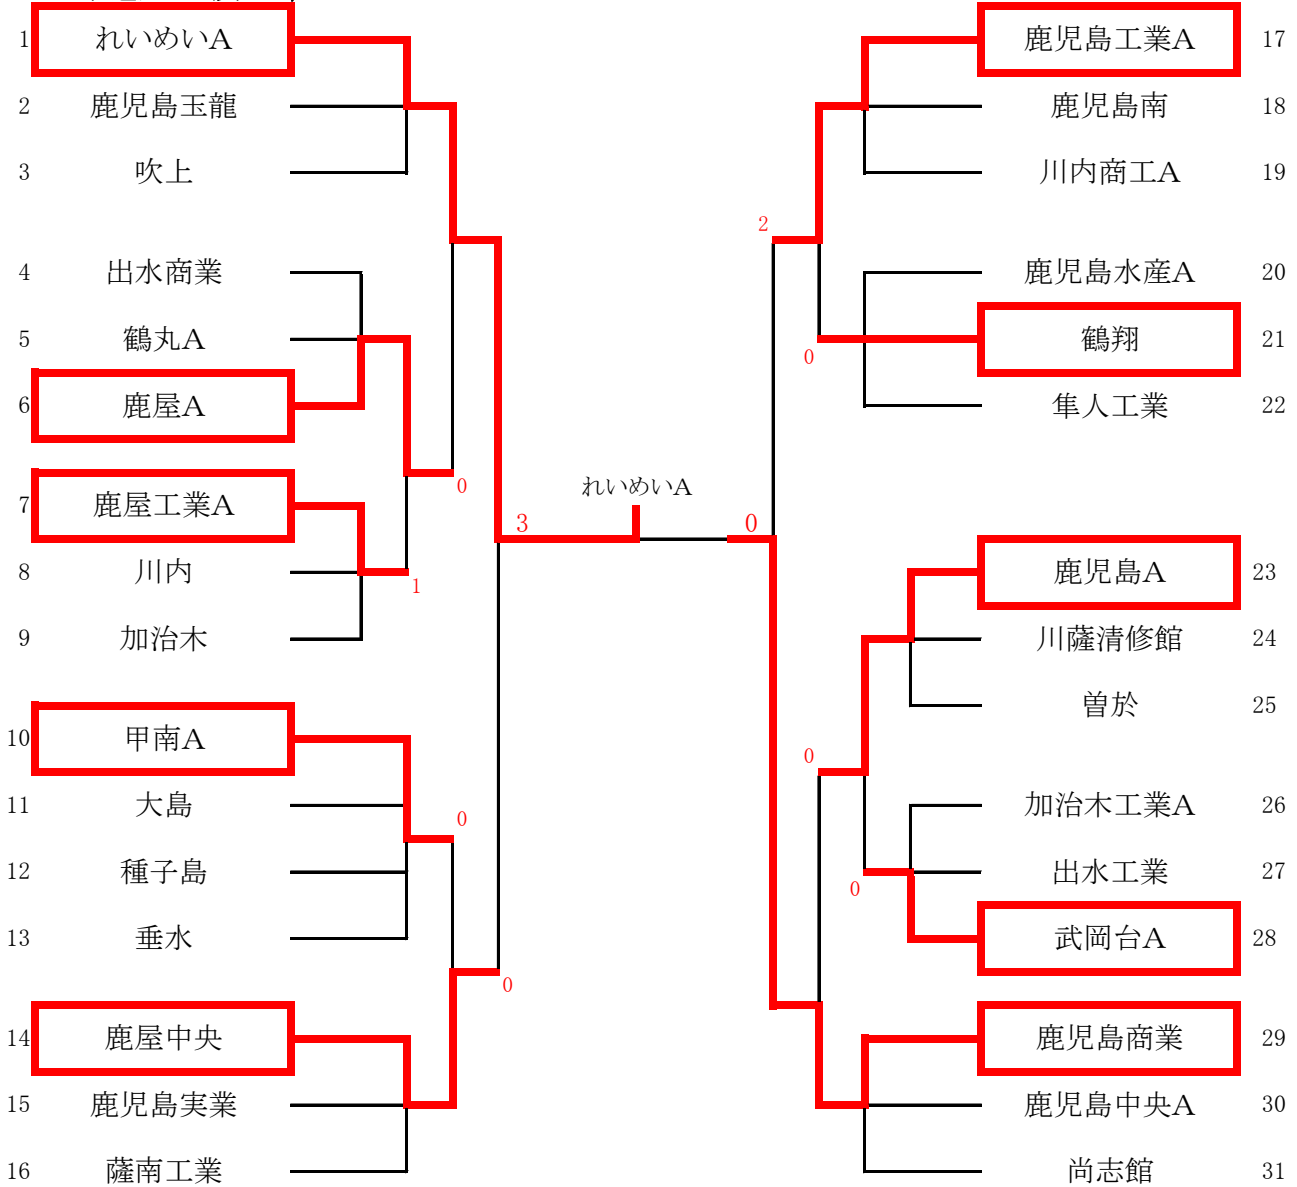 1 れいめいA
2 鹿児島玉龍
3 吹上
4 出水商業
5 鶴丸A
6 鹿屋A
7 鹿屋工業A
8 川内
9 加治木
10 甲南A
11 大島
12 種子島
13 垂水
14 鹿屋中央
15 鹿児島実業
16 薩南工業
0
1
0
0
3
れいめいA
0
2
0
0
0
鹿児島工業A 17
鹿児島南 18
川内商工A 19
鹿児島水産A 20
鶴翔 21
隼人工業 22
鹿児島A 23
川薩清修館 24
曽於 25
加治木工業A 26
出水工業 27
武岡台A 28
鹿児島商業 29
鹿児島中央A 30
尚志館 31